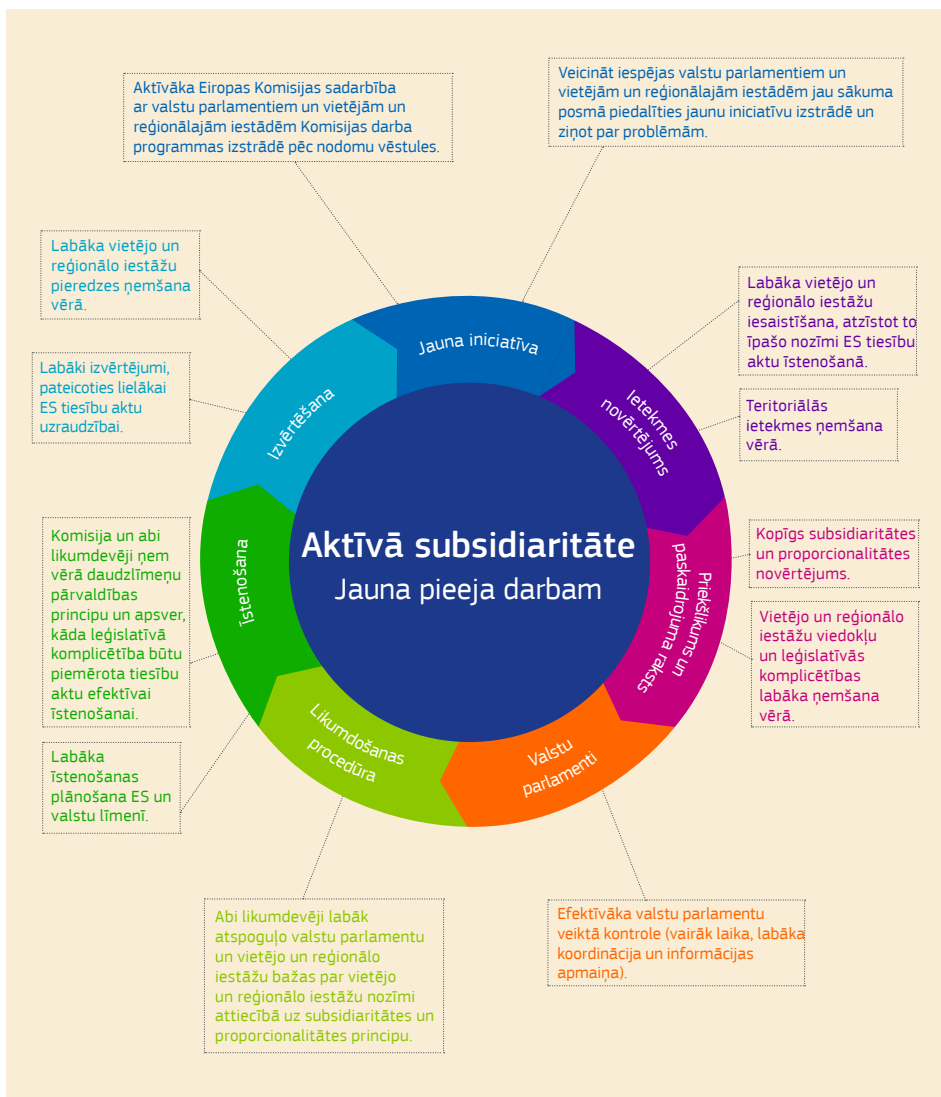 Aktīvāka Eiropas Komisijas sadarbība
ar valstu parlamentiem un vietējām un
reģionālajām iestādēm Komisijas darba
programmas izstrādē pēc nodomu vēstules.
Veicināt iespējas valstu parlamentiem un
vietējām un reģionālajām iestādēm jau sākuma
posmā piedalīties jaunu iniciatīvu izstrādē un
ziņot par problēmām.
Labāka vietējo un
reģionālo iestāžu
pieredzes ņemšana
vērā.
Labāka vietējo un
reģionālo iestāžu
iesaistīšana, atzīstot to
īpašo nozīmi ES tiesību
aktu īstenošanā.
Labāki izvērtējumi,
pateicoties lielākai
ES tiesību aktu
uzraudzībai.
Teritoriālās
ietekmes ņemšana
vērā.
Jauna iniciatīva
Ietekmes
novērtējums
Izvērtēšana
Aktīvā subsidiaritāte
Jauna pieeja darbam
Priekšlikums un
paskaidrojuma raksts
Īstenošana
Likumdošanas
procedūra
Valstu
parlamenti
Komisija un abi
likumdevēji ņem
vērā daudzlīmeņu
pārvaldības
principu un apsver,
kāda leģislatīvā
komplicētība būtu
piemērota tiesību
aktu efektīvai
īstenošanai.
Kopīgs subsidiaritātes
un proporcionalitātes
novērtējums.
Vietējo un reģionālo
iestāžu viedokļu
un leģislatīvās
komplicētības
labāka ņemšana
vērā.
Labāka
īstenošanas
plānošana ES un
valstu līmenī.
Abi likumdevēji labāk
atspoguļo valstu parlamentu
un vietējo un reģionālo
iestāžu bažas par vietējo
un reģionālo iestāžu nozīmi
attiecībā uz subsidiaritātes un
proporcionalitātes principu.
Efektīvāka valstu parlamentu
veiktā kontrole (vairāk laika, labāka
koordinācija un informācijas
apmaiņa).